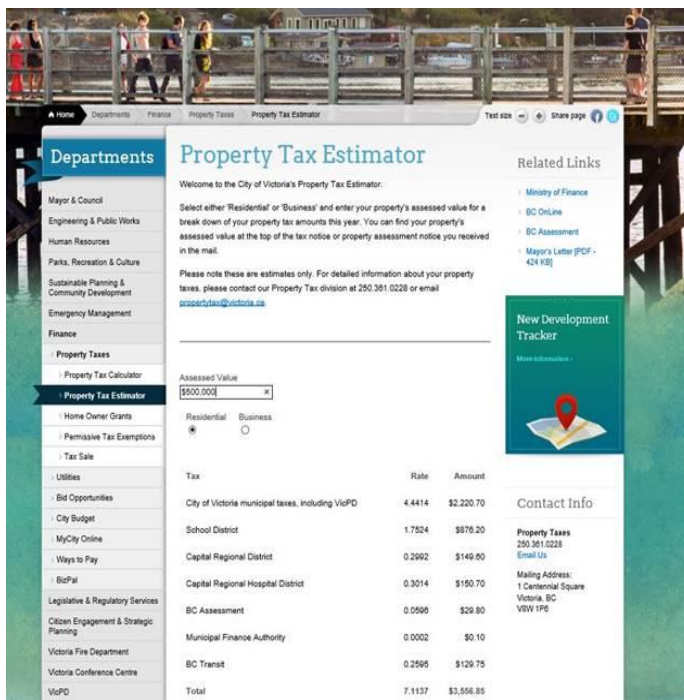 Home
Departments
Finance
Property Taxes
Property Tax Estimator
Text size
Share page
Departments
Mayor & Council
Engineering & Public Works
Human Resources
Parks, Recreation & Culture
Sustainable Planning &
Community Development
Emergency Management
Finance
Property Taxes
Property Tax Calculator
Property Tax Estimator
Home Owner Grants
Permissive Tax Exemptions
Tax Sale
Utilities
Bid Opportunities
City Budget
MyCity Online
Ways to Pay
BizPal
Legislative & Regulatory Services
Citizen Engagement & Strategic
Planning
Victoria Fire Department
Victoria Conference Centre
VicPD
Property Tax Estimator
Welcome to the City of Victoria's Property Tax Estimator.
Select either 'Residential' or 'Business' and enter your property's assessed value for a
break down of your property tax amounts this year. You can find your property's
assessed value at the top of the tax notice or property assessment notice you received
in the mail.
Please note these are estimates only. For detailed information about your property
taxes, please contact our Property Tax division at 250.361.0228 or email
propertytax@victoria.ca.
Assessed Value
$500,000 ×
Residential Business
Tax Rate Amount
City of Victoria municipal taxes, including VicPD 4.4414 $2,220.70
School District 1.7524 $876.20
Capital Regional District 0.2992 $149.60
Capital Regional Hospital District 0.3014 $150.70
BC Assessment 0.0596 $29.80
Municipal Finance Authority 0.0002 $0.10
BC Transit 0.2595 $129.75
Total 7.1137 $3,556.85
Related Links
Ministry of Finance
BC OnLine
BC Assessment
Mayor's Letter [PDF -
424 KB]
New Development
Tracker
More information ›
Contact Info
Property Taxes
250.361.0228
Email Us
Mailing Address:
1 Centennial Square
Victoria, BC
V8W 1P6